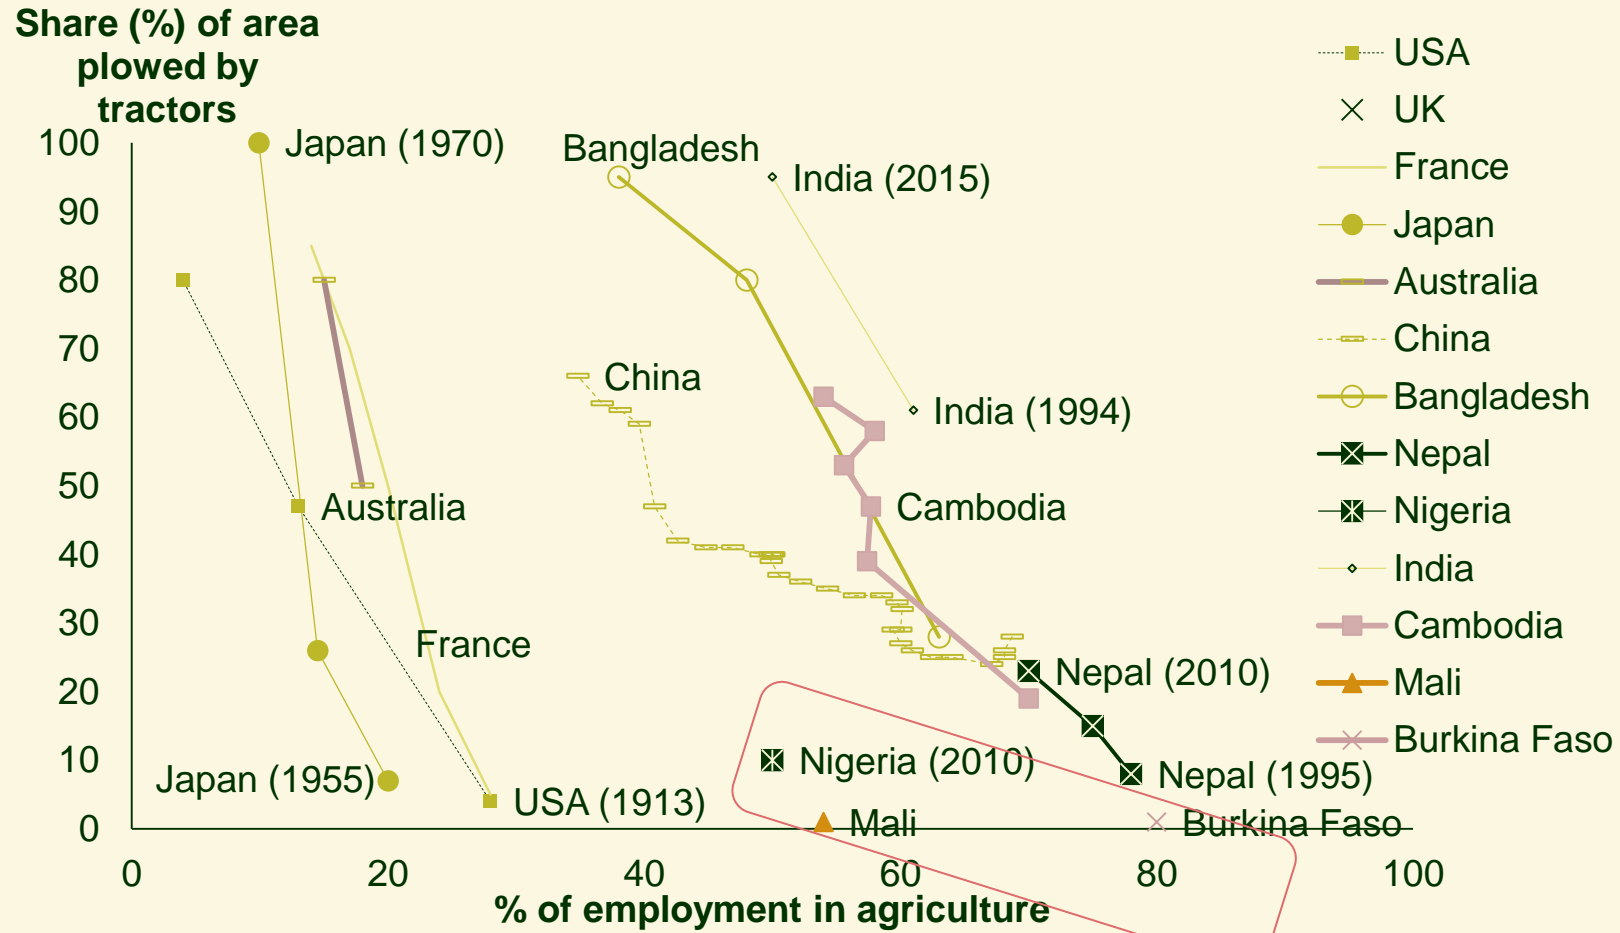 Share (%) of area
plowed by
tractors
100
90
80
70
60
50
40
30
20
10
0
Japan (1970)
Bangladesh
India (2015)
China
India (1994)
Australia
Cambodia
France
Nepal (2010)
Nigeria (2010)
Japan (1955)
USA (1913)
Nepal (1995)
Mali
Burkina Faso
0
20
40
60
80
100
% of employment in agriculture
USA
UK
France
Japan
Australia
China
Bangladesh
Nepal
Nigeria
India
Cambodia
Mali
Burkina Faso